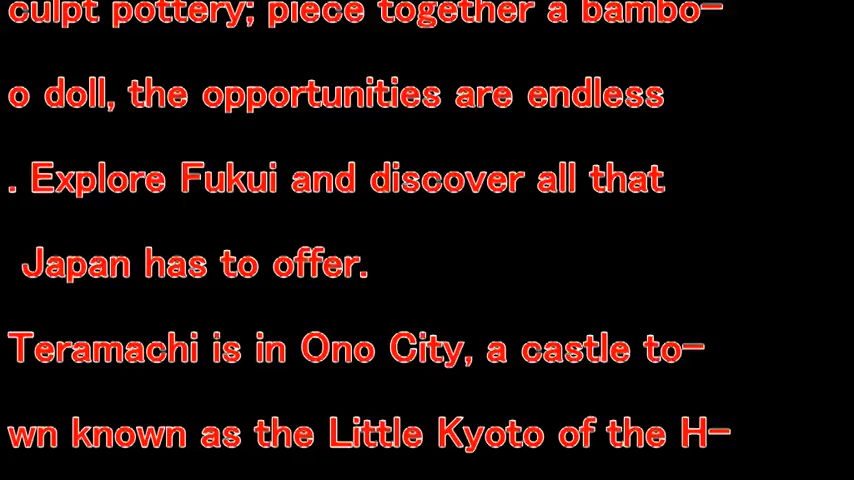 culpt pottery; piece together a bambo-
o doll, the opportunities are endless
. Explore Fukui and discover all that
Japan has to offer.
Teramachi is in Ono City, a castle to-
wn known as the Little Kyoto of the H-